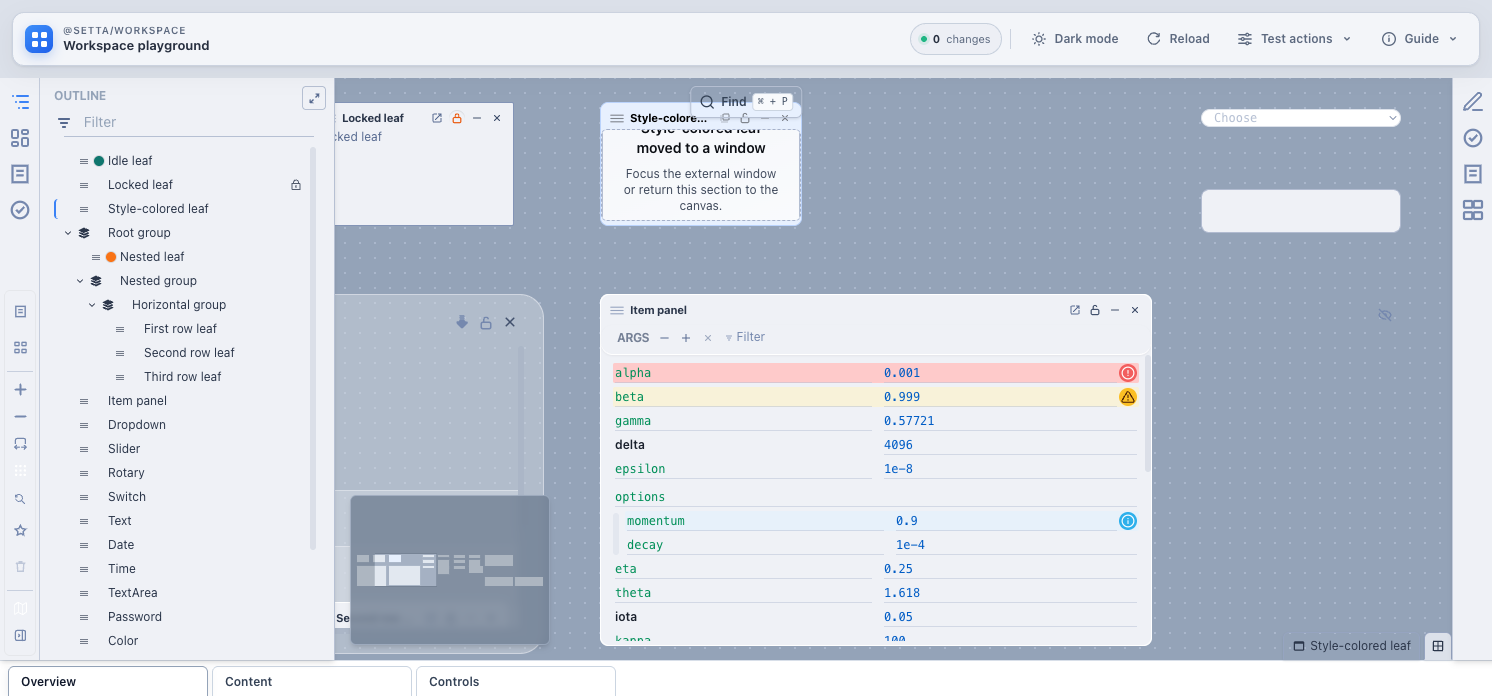 @SETTA/WORKSPACE
Workspace playground
0 changes
Dark mode
Reload
Test actions
Guide
OUTLINE
Filter
Idle leaf
Locked leaf
Style-colored leaf
Root group
Nested leaf
Nested group
Horizontal group
First row leaf
Second row leaf
Third row leaf
Item panel
Dropdown
Slider
Rotary
Switch
Text
Date
Time
TextArea
Password
Color
Locked leaf
Find ⌘ + P
Style-colore...
Style-colored leaf
moved to a window
Focus the external window
or return this section to the
canvas.
Choose
Item panel
ARGS
Filter
alpha 0.001
beta 0.999
gamma 0.57721
delta 4096
epsilon 1e-8
options
momentum 0.9
decay 1e-4
eta 0.25
theta 1.618
iota 0.05
kappa 100
Style-colored leaf
Overview
Content
Controls